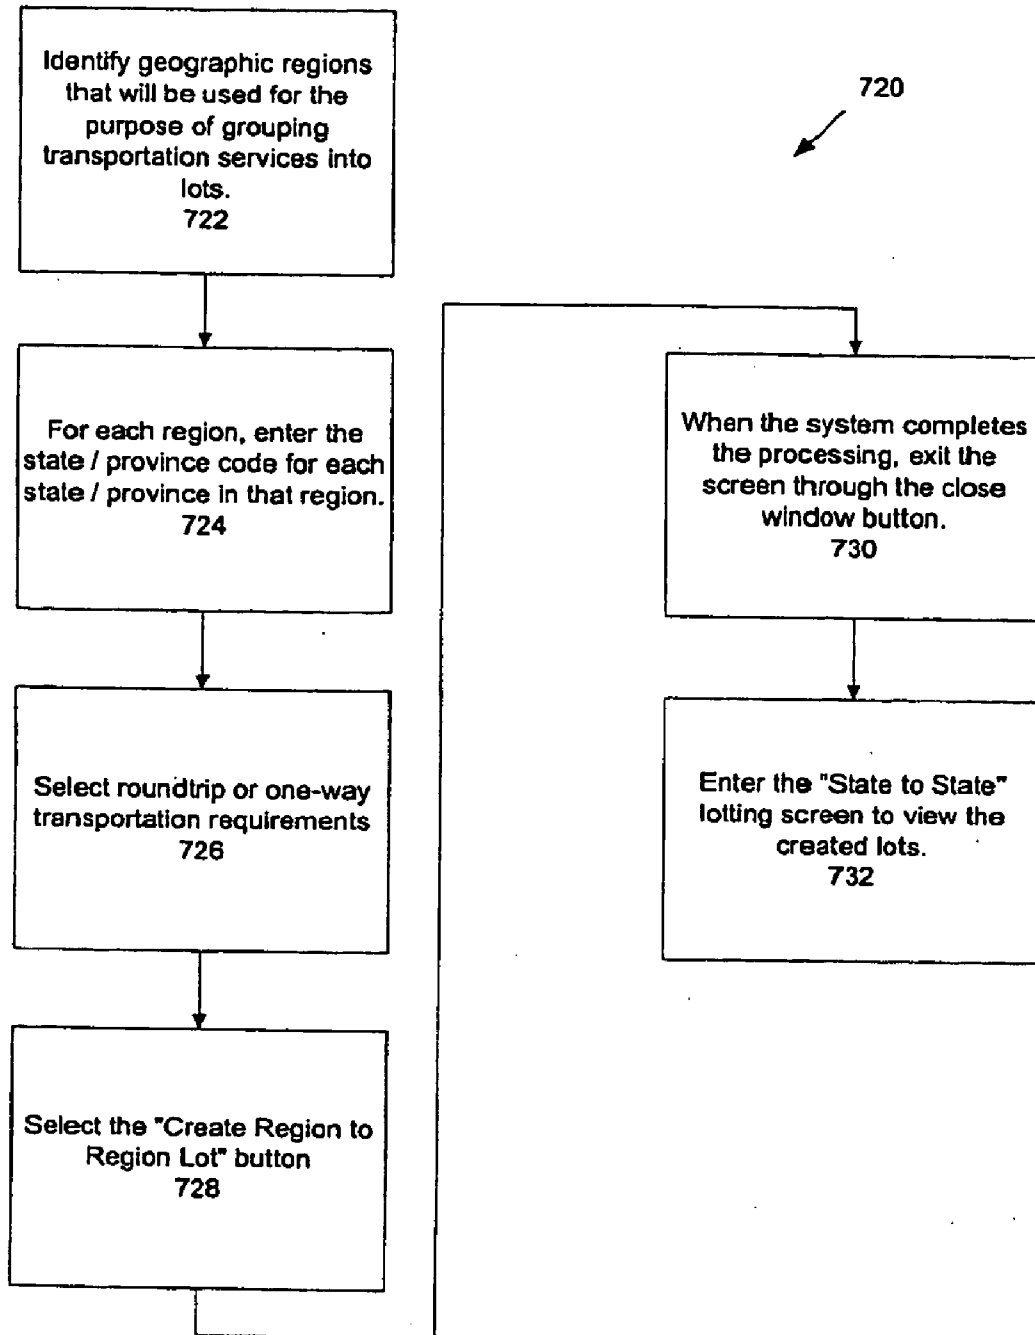 Identify geographic regions
that will be used for the
purpose of grouping
transportation services into
lots.
722
720
For each region, enter the
state / province code for each
state / province in that region.
724
Select roundtrip or one-way
transportation requirements
726
Select the "Create Region to
Region Lot" button
728
When the system completes
the processing, exit the
screen through the close
window button.
730
Enter the "State to State"
lotting screen to view the
created lots.
732